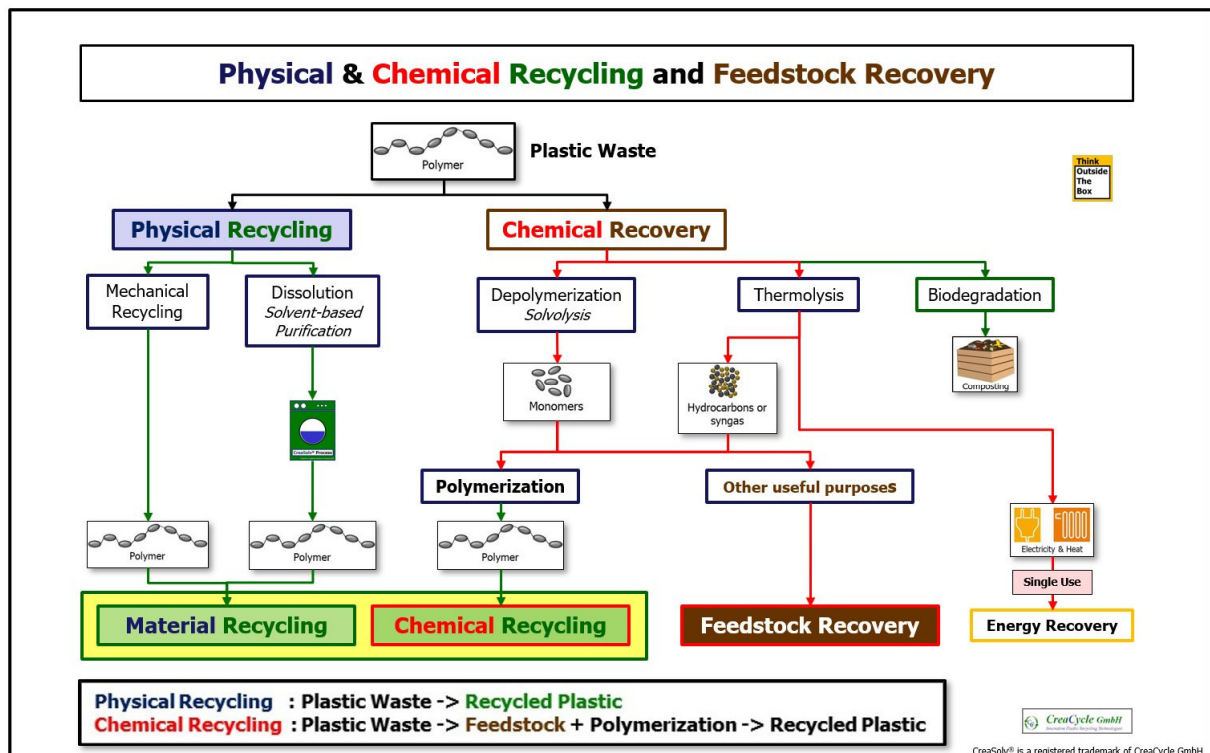 Physical & Chemical Recycling and Feedstock Recovery
Polymer
Plastic Waste
Think
Outside
The
Box
Physical Recycling
Chemical Recovery
Mechanical
Recycling
Dissolution
Solvent-based
Purification
Depolymerization
Solvolysis
Thermolysis
Biodegradation
Monomers
Hydrocarbons or
syngas
Composting
CreaSolv® Process
Polymerization
Other useful purposes
Polymer
Polymer
Polymer
Electricity & Heat
Single Use
Material Recycling
Chemical Recycling
Feedstock Recovery
Energy Recovery
Physical Recycling : Plastic Waste -> Recycled Plastic
Chemical Recycling : Plastic Waste -> Feedstock + Polymerization -> Recycled Plastic
CreaCycle GmbH
CreaSolv® is a registered trademark of CreaCycle GmbH